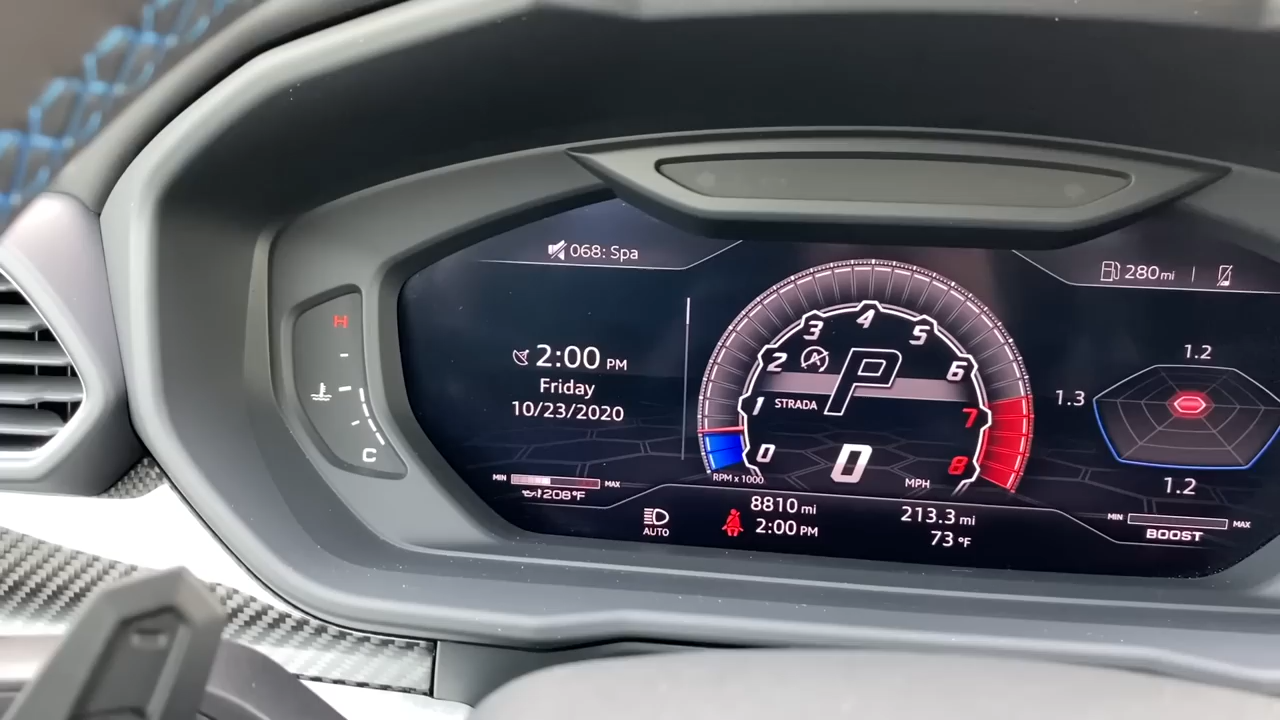 068: Spa
280 mi
H
C
2:00 PM
Friday
10/23/2020
MIN MAX
208°F
0 1 2 3 4 5 6 7 8
P
STRADA
0
MPH
RPM x 1000
1.2
1.3
1.2
MIN MAX
BOOST
AUTO
8810 mi
2:00 PM
213.3 mi
73 °F